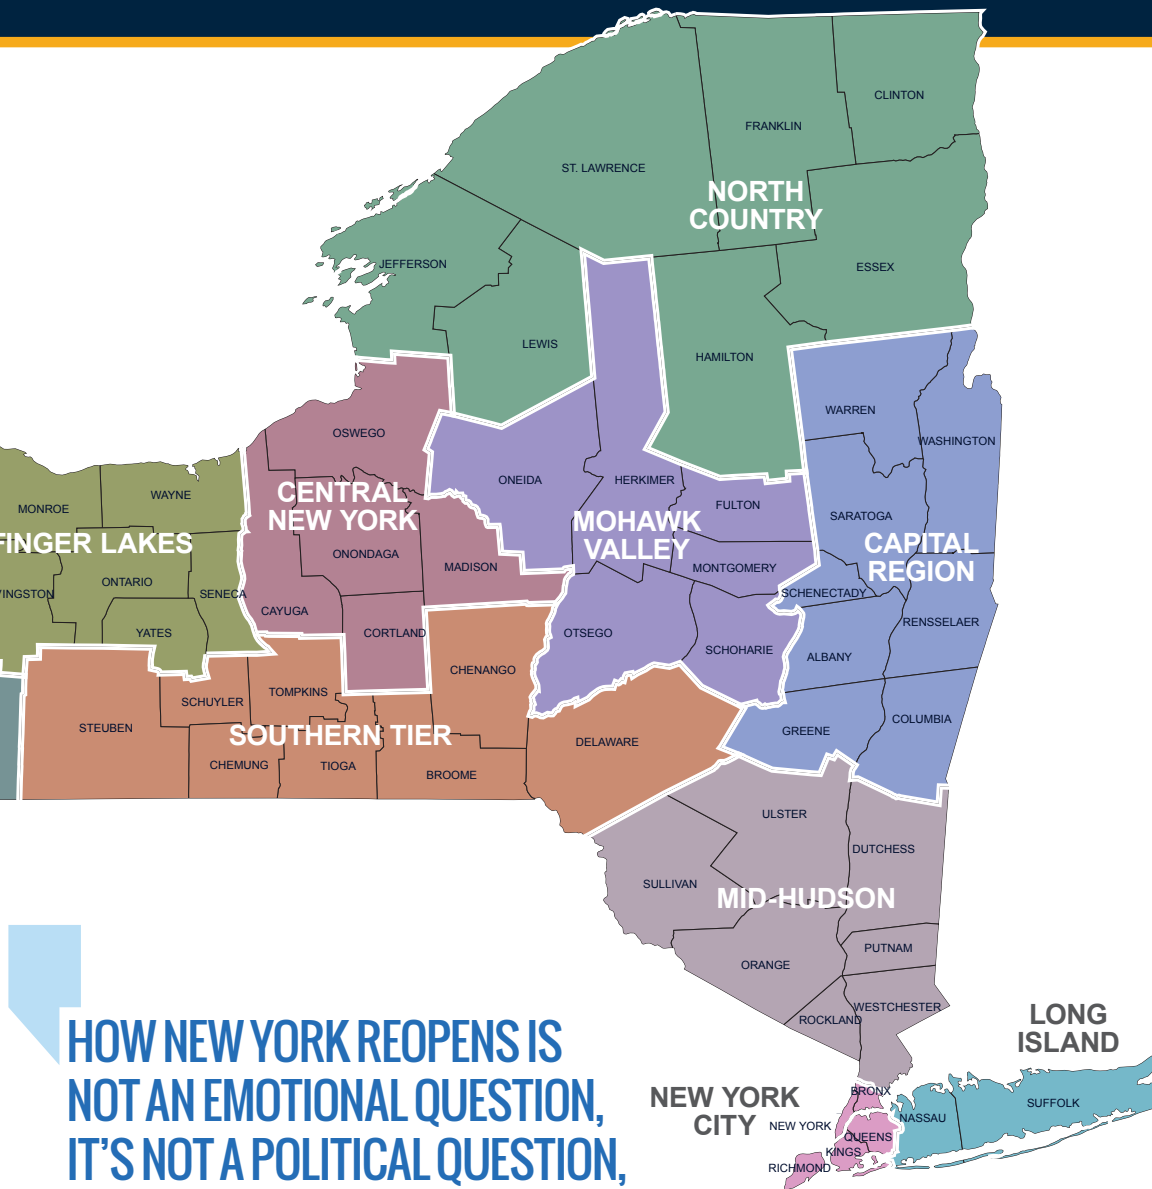 CLINTON
FRANKLIN
ST. LAWRENCE
NORTH
COUNTRY
JEFFERSON
ESSEX
LEWIS
HAMILTON
WARREN
OSWEGO
WASHINGTON
ONEIDA
HERKIMER
CENTRAL
NEW YORK
WAYNE
MONROE
FULTON
SARATOGA
MOHAWK
VALLEY
FINGER LAKES
CAPITAL
REGION
ONONDAGA
MADISON
MONTGOMERY
ONTARIO
VINGSTON
SENECA
SCHENECTADY
CAYUGA
RENSSELAER
YATES
CORTLAND
OTSEGO
SCHOHARIE
ALBANY
CHENANGO
TOMPKINS
SCHUYLER
COLUMBIA
STEUBEN
SOUTHERN TIER
GREENE
DELAWARE
CHEMUNG
TIOGA
BROOME
ULSTER
DUTCHESS
SULLIVAN
MID-HUDSON
PUTNAM
ORANGE
WESTCHESTER
ROCKLAND
LONG
ISLAND
NEW YORK
CITY
BRONX
SUFFOLK
NASSAU
NEW YORK
QUEENS
KINGS
RICHMOND
HOW NEW YORK REOPENS IS
NOT AN EMOTIONAL QUESTION,
IT'S NOT A POLITICAL QUESTION,